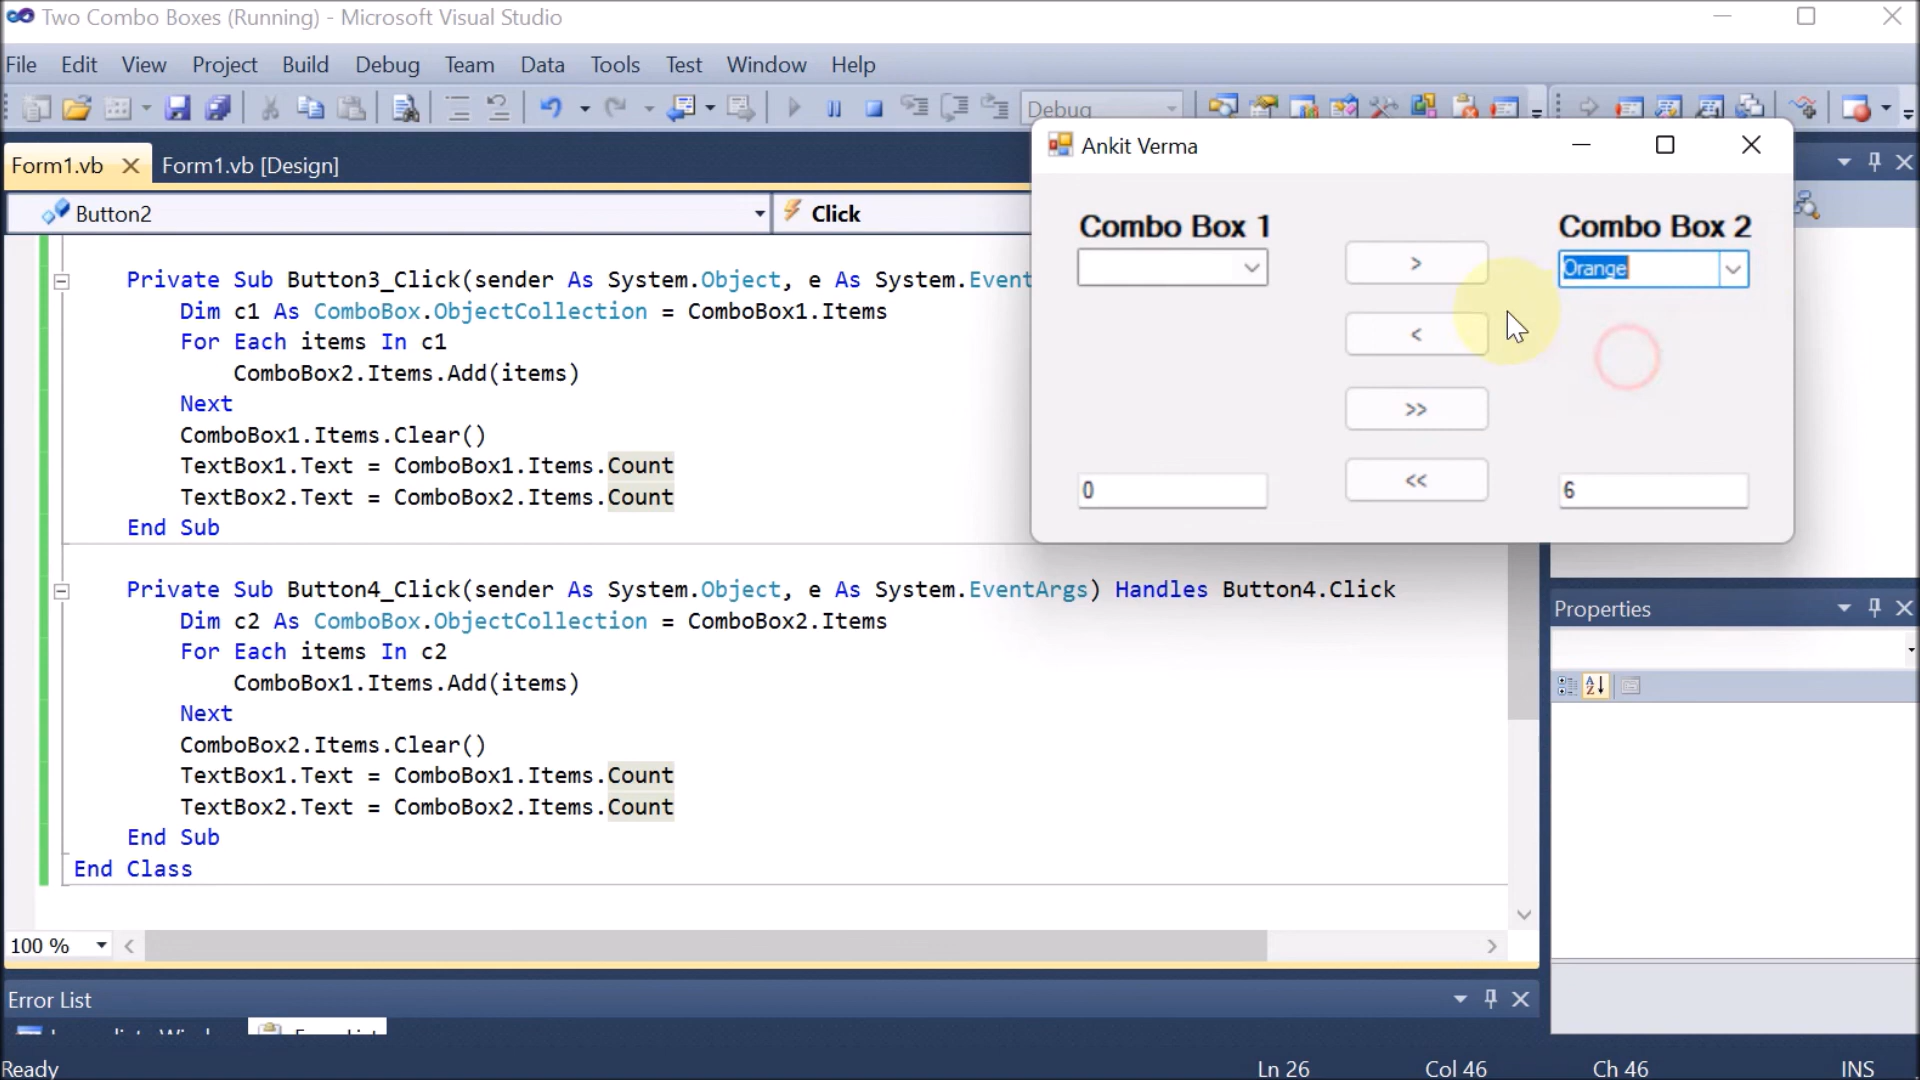 Two Combo Boxes (Running) - Microsoft Visual Studio
File Edit View Project Build Debug Team Data Tools Test Window Help
Debug
Form1.vb
Form1.vb [Design]
Button2
Click
Private Sub Button3_Click(sender As System.Object, e As System.Event
Dim c1 As ComboBox.ObjectCollection = ComboBox1.Items
For Each items In c1
ComboBox2.Items.Add(items)
Next
ComboBox1.Items.Clear()
TextBox1.Text = ComboBox1.Items.Count
TextBox2.Text = ComboBox2.Items.Count
End Sub
Private Sub Button4_Click(sender As System.Object, e As System.EventArgs) Handles Button4.Click
Dim c2 As ComboBox.ObjectCollection = ComboBox2.Items
For Each items In c2
ComboBox1.Items.Add(items)
Next
ComboBox2.Items.Clear()
TextBox1.Text = ComboBox1.Items.Count
TextBox2.Text = ComboBox2.Items.Count
End Sub
End Class
Ankit Verma
Combo Box 1
Combo Box 2
>
Orange
<
>>
<<
0
6
Properties
100 %
Error List
Ready
Ln 26
Col 46
Ch 46
INS